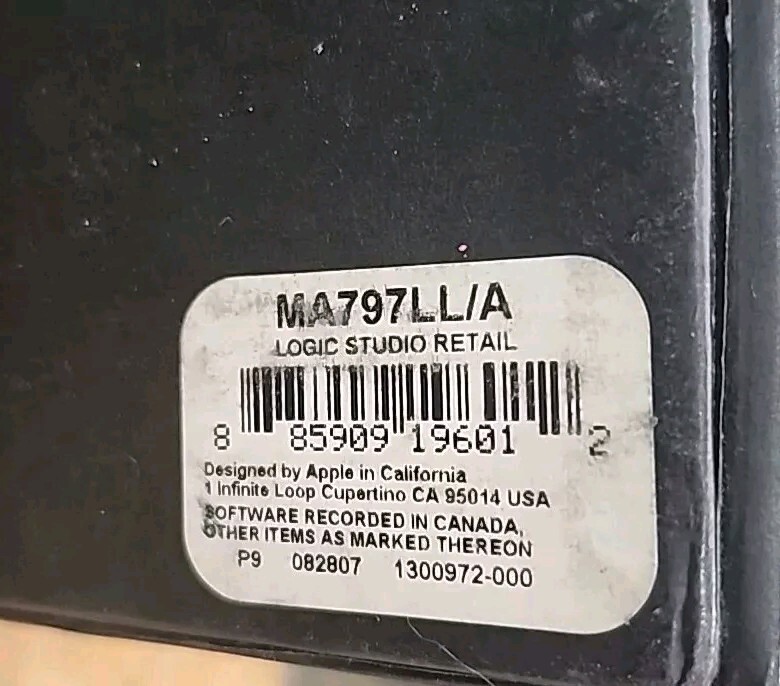 MA797LL/A
LOGIC STUDIO RETAIL
8 85909 19601 2
Designed by Apple in California
1 Infinite Loop Cupertino CA 95014 USA
SOFTWARE RECORDED IN CANADA,
OTHER ITEMS AS MARKED THEREON
P9 082807 1300972-000